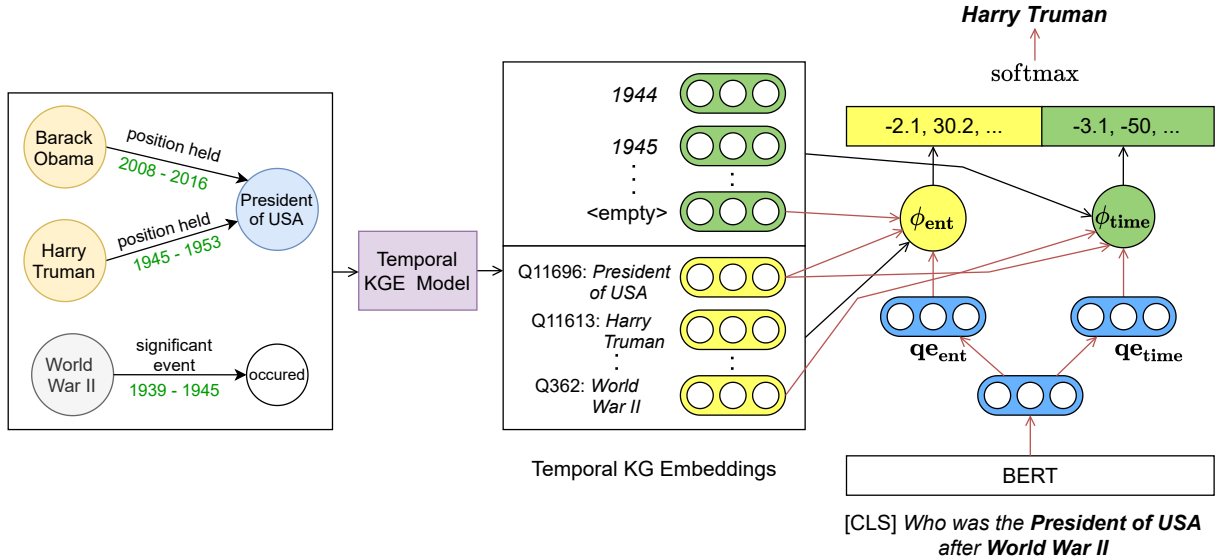 Barack
Obama
position held
2008 - 2016
President
of USA
Harry
Truman
position held
1945 - 1953
World
War II
significant
event
1939 - 1945
occured
Temporal
KGE Model
1944
1945
<empty>
Q11696: President
of USA
Q11613: Harry
Truman
Q362: World
War II
Temporal KG Embeddings
Harry Truman
softmax
-2.1, 30.2, ...
-3.1, -50, ...
ϕent
ϕtime
qeent
qetime
BERT
[CLS] Who was the President of USA
after World War II